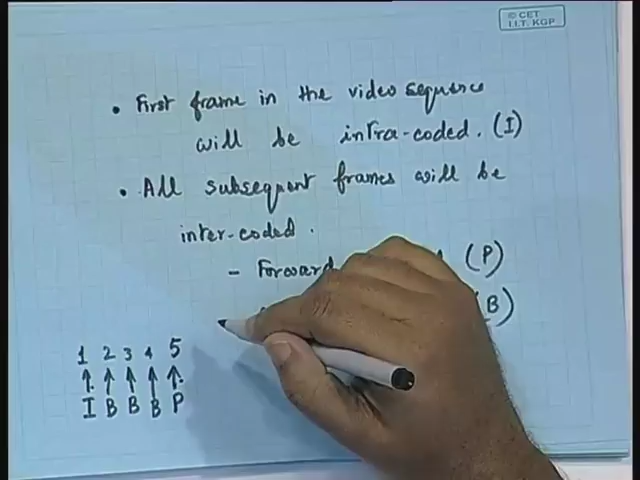 © CET
I.I.T. KGP
• First frame in the video sequence
will be intra-coded. (I)
• All subsequent frames will be
inter-coded.
- Forward (P)
B)
1 2 3 4 5
I B B B P